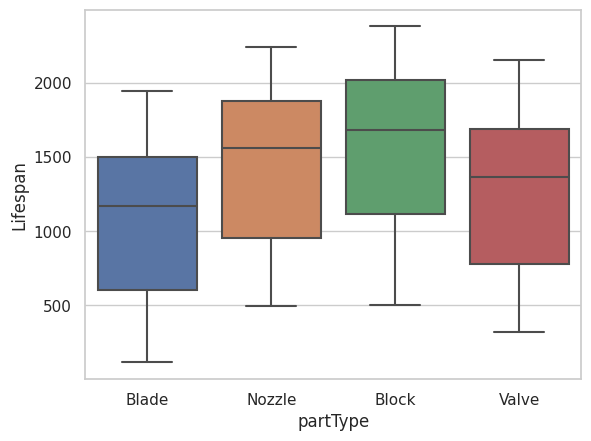 Lifespan
2000
1500
1000
500
Blade Nozzle Block Valve
partType